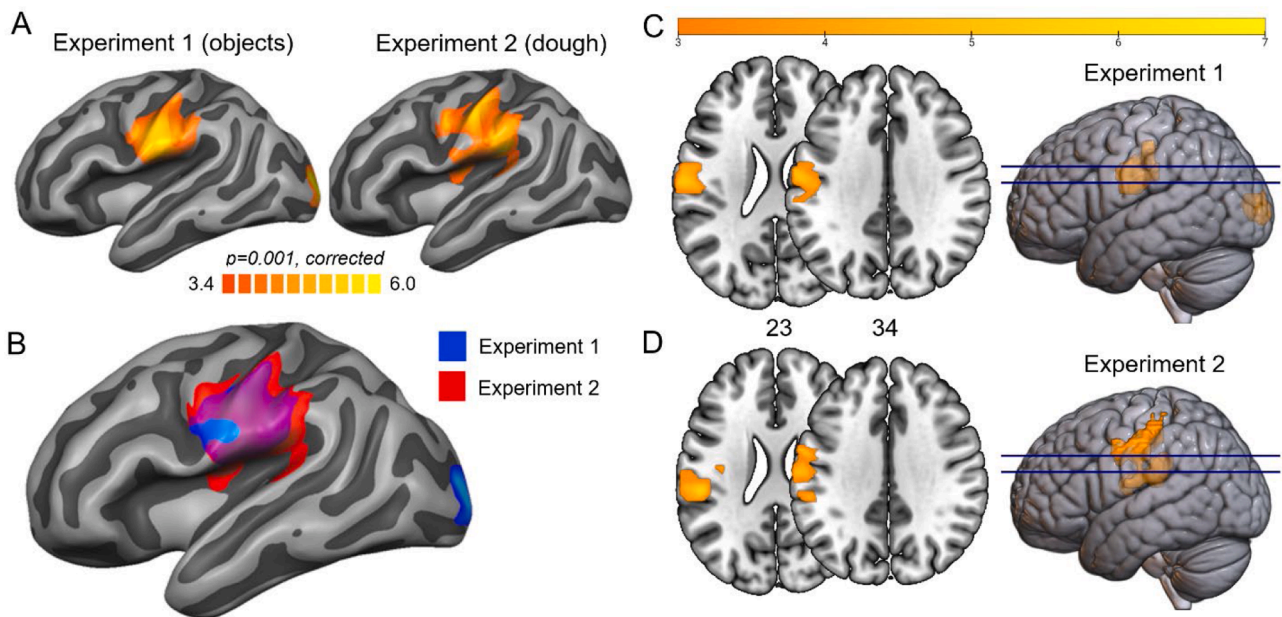 A
Experiment 1 (objects)
Experiment 2 (dough)
p=0.001, corrected
3.4
6.0
B
Experiment 1
Experiment 2
C
3 4 5 6 7
Experiment 1
23 34
D
Experiment 2